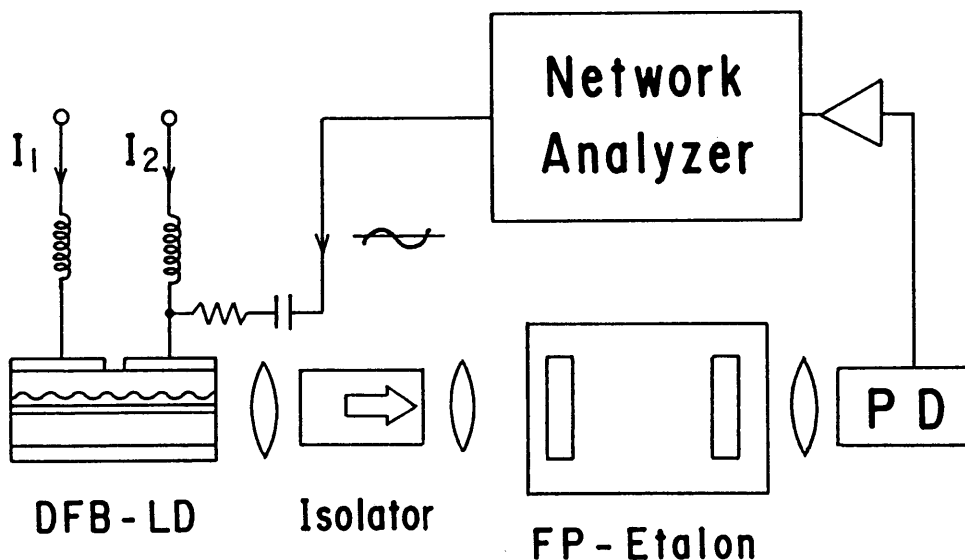 Network
Analyzer
I1
I2
PD
DFB-LD
Isolator
FP-Etalon